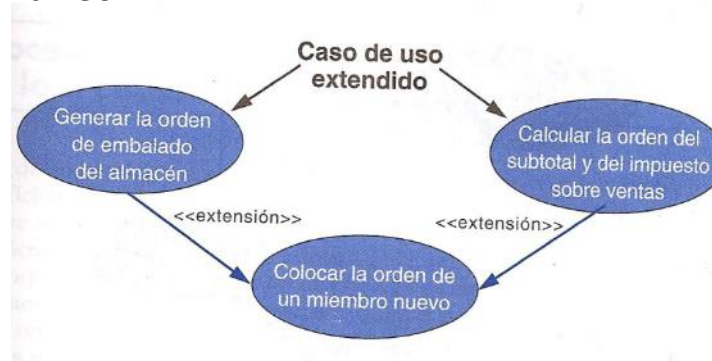 Caso de uso
extendido
Generar la orden
de embalado
del almacén
Calcular la orden del
subtotal y del impuesto
sobre ventas
<<extensión>>
<<extensión>>
Colocar la orden de
un miembro nuevo